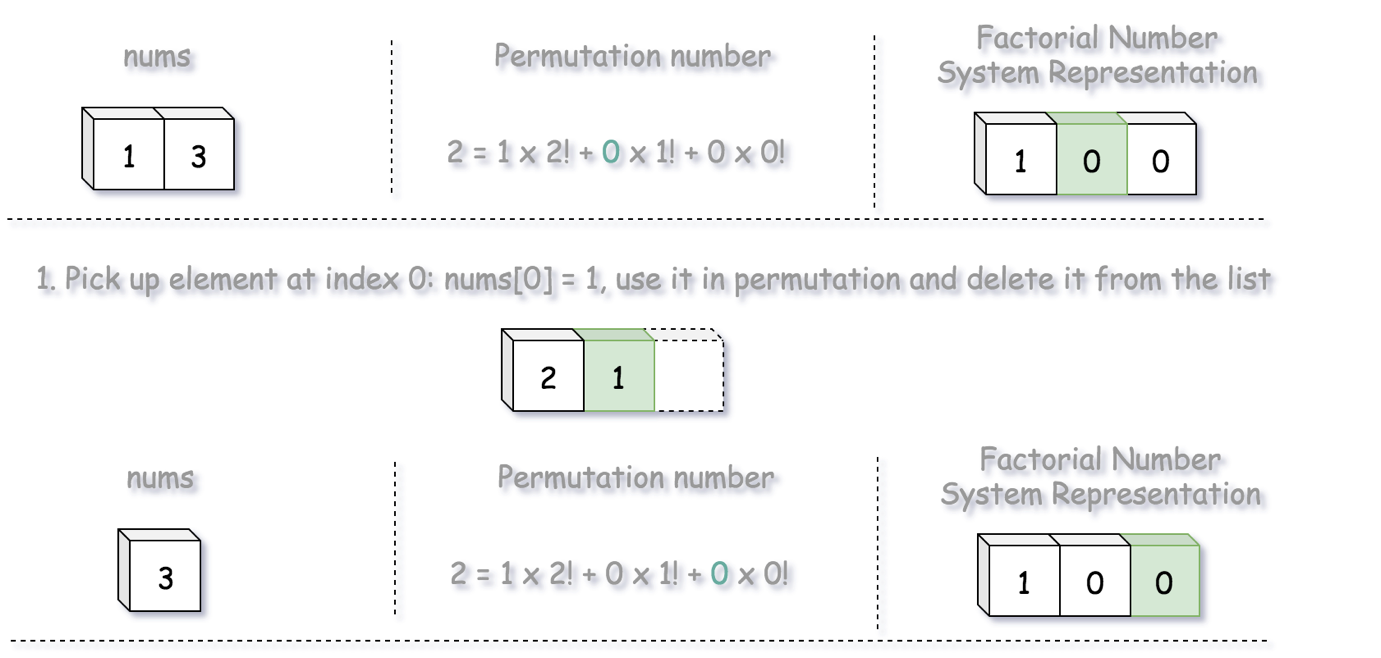 nums
Permutation number
Factorial Number
System Representation
1 3
2 = 1 x 2! + 0 x 1! + 0 x 0!
1 0 0
1. Pick up element at index 0: nums[0] = 1, use it in permutation and delete it from the list
2 1
nums
Permutation number
Factorial Number
System Representation
3
2 = 1 x 2! + 0 x 1! + 0 x 0!
1 0 0